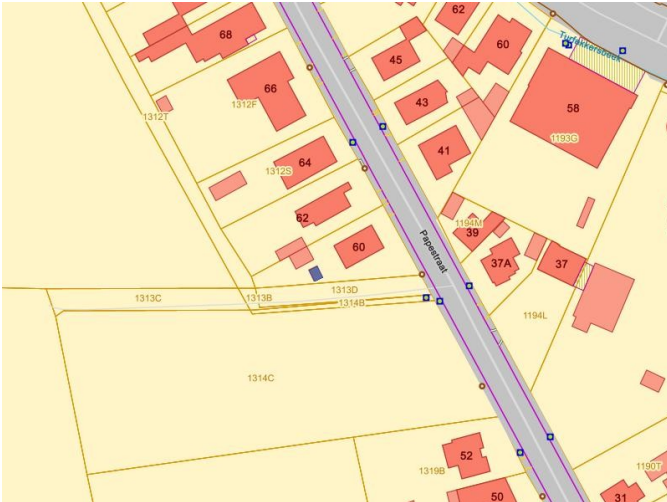 62
68
60
Turfakkersbeek
45
66
43
58
1312F
1312T
1193G
41
64
1312S
62
1194M
39
60
Papestraat
37A
37
1313D
1313C
1313B
1314B
1194L
1314C
52
1319B
1190T
50
31